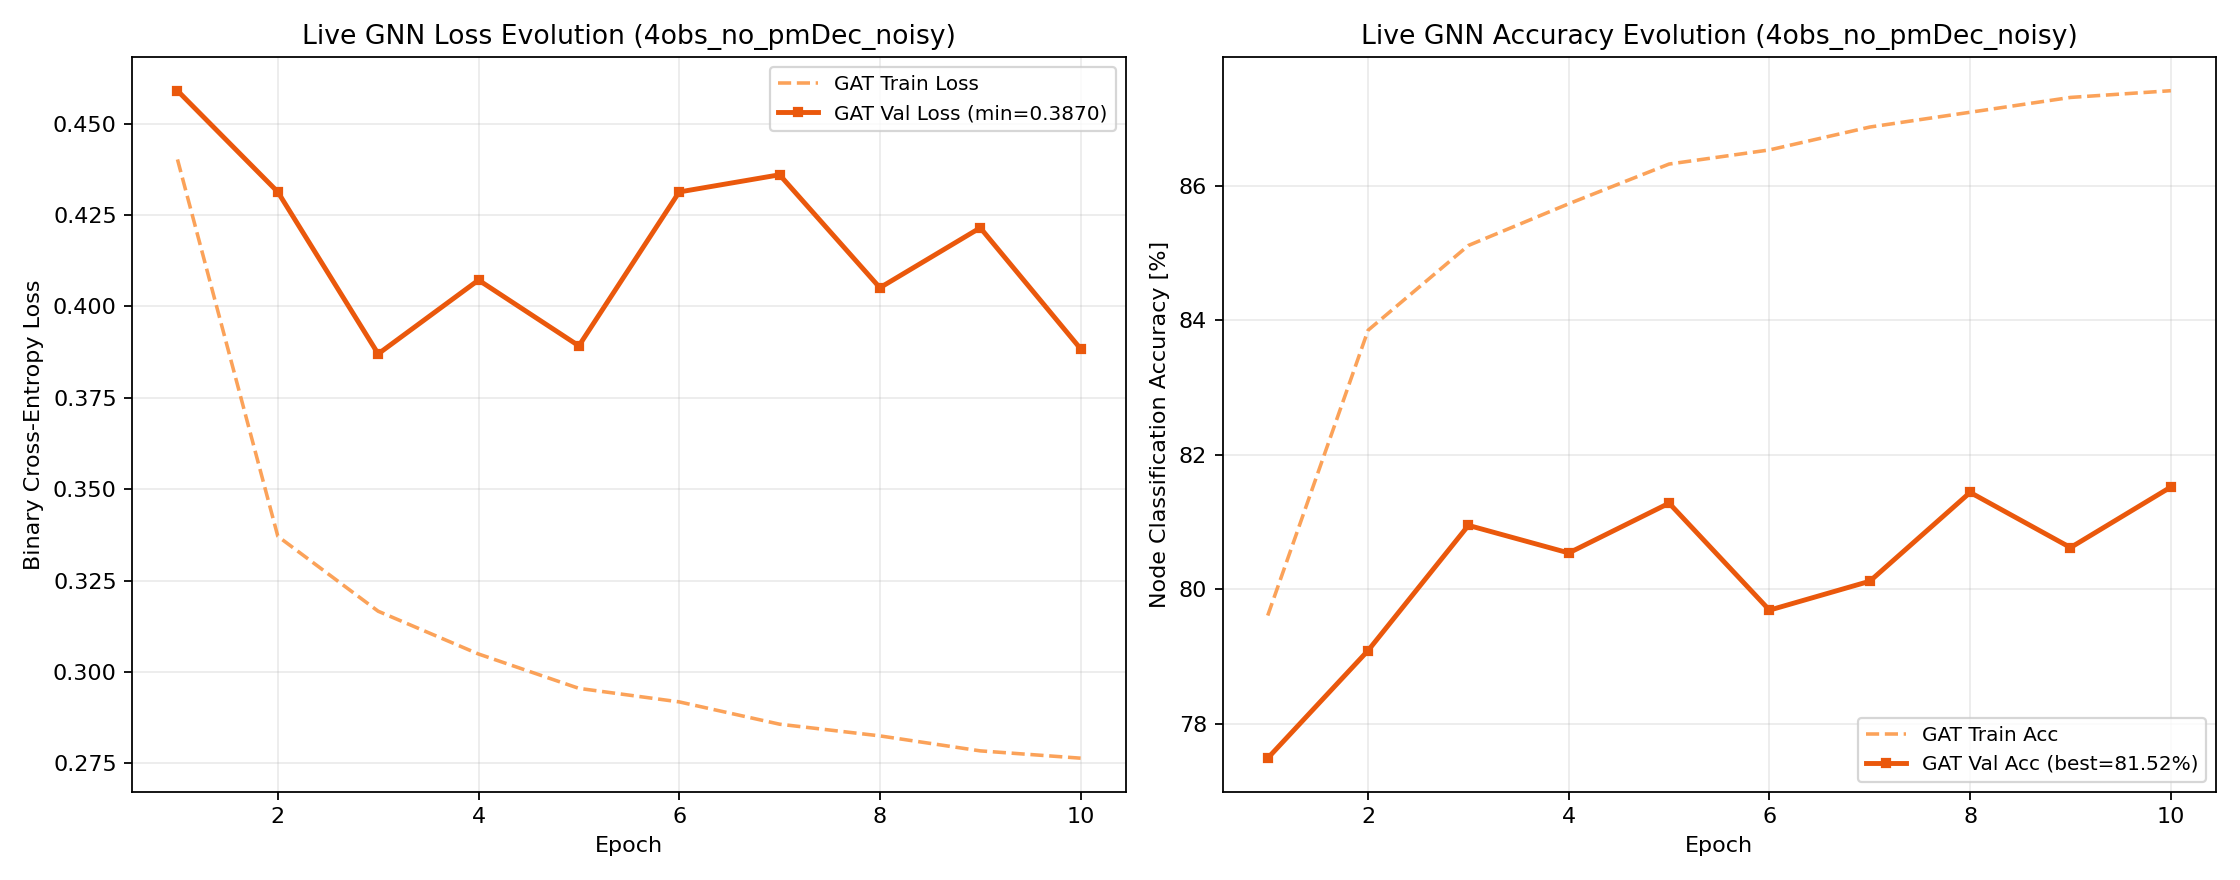 Live GNN Loss Evolution (4obs_no_pmDec_noisy)
GAT Train Loss
GAT Val Loss (min=0.3870)
0.450
0.425
0.400
0.375
0.350
0.325
0.300
0.275
Binary Cross-Entropy Loss
2
4
6
8
10
Epoch
Live GNN Accuracy Evolution (4obs_no_pmDec_noisy)
86
84
82
80
78
Node Classification Accuracy [%]
GAT Train Acc
GAT Val Acc (best=81.52%)
2
4
6
8
10
Epoch